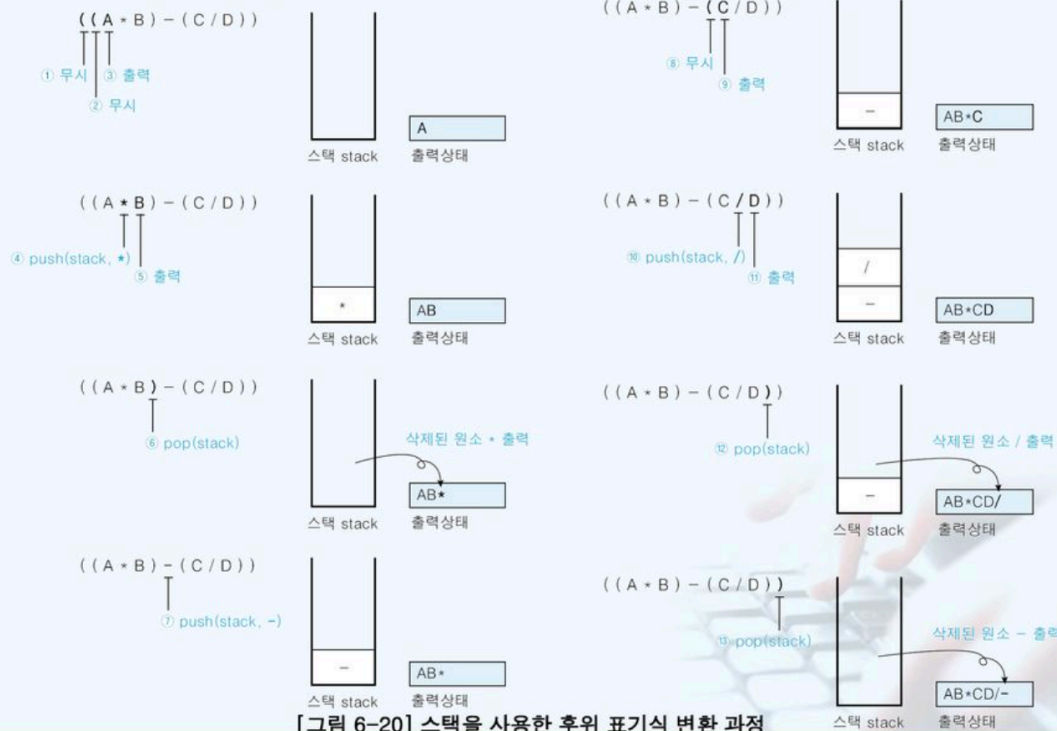 ( ( A * B ) − ( C / D ) )
① 무시 ③ 출력
② 무시
A
스택 stack 출력상태
( ( A * B ) − ( C / D ) )
④ push(stack, *)
⑤ 출력
*
AB
스택 stack 출력상태
( ( A * B ) − ( C / D ) )
⑥ pop(stack)
삭제된 원소 * 출력
AB*
스택 stack 출력상태
( ( A * B ) − ( C / D ) )
⑦ push(stack, −)
−
AB*
스택 stack 출력상태
( ( A * B ) − ( C / D ) )
⑧ 무시
⑨ 출력
−
AB*C
스택 stack 출력상태
( ( A * B ) − ( C / D ) )
⑩ push(stack, /)
⑪ 출력
/
−
AB*CD
스택 stack 출력상태
( ( A * B ) − ( C / D ) )
⑫ pop(stack)
삭제된 원소 / 출력
−
AB*CD/
스택 stack 출력상태
( ( A * B ) − ( C / D ) )
⑬ pop(stack)
삭제된 원소 − 출력
AB*CD/−
스택 stack 출력상태
[그림 6-20] 스택을 사용한 후위 표기식 변환 과정